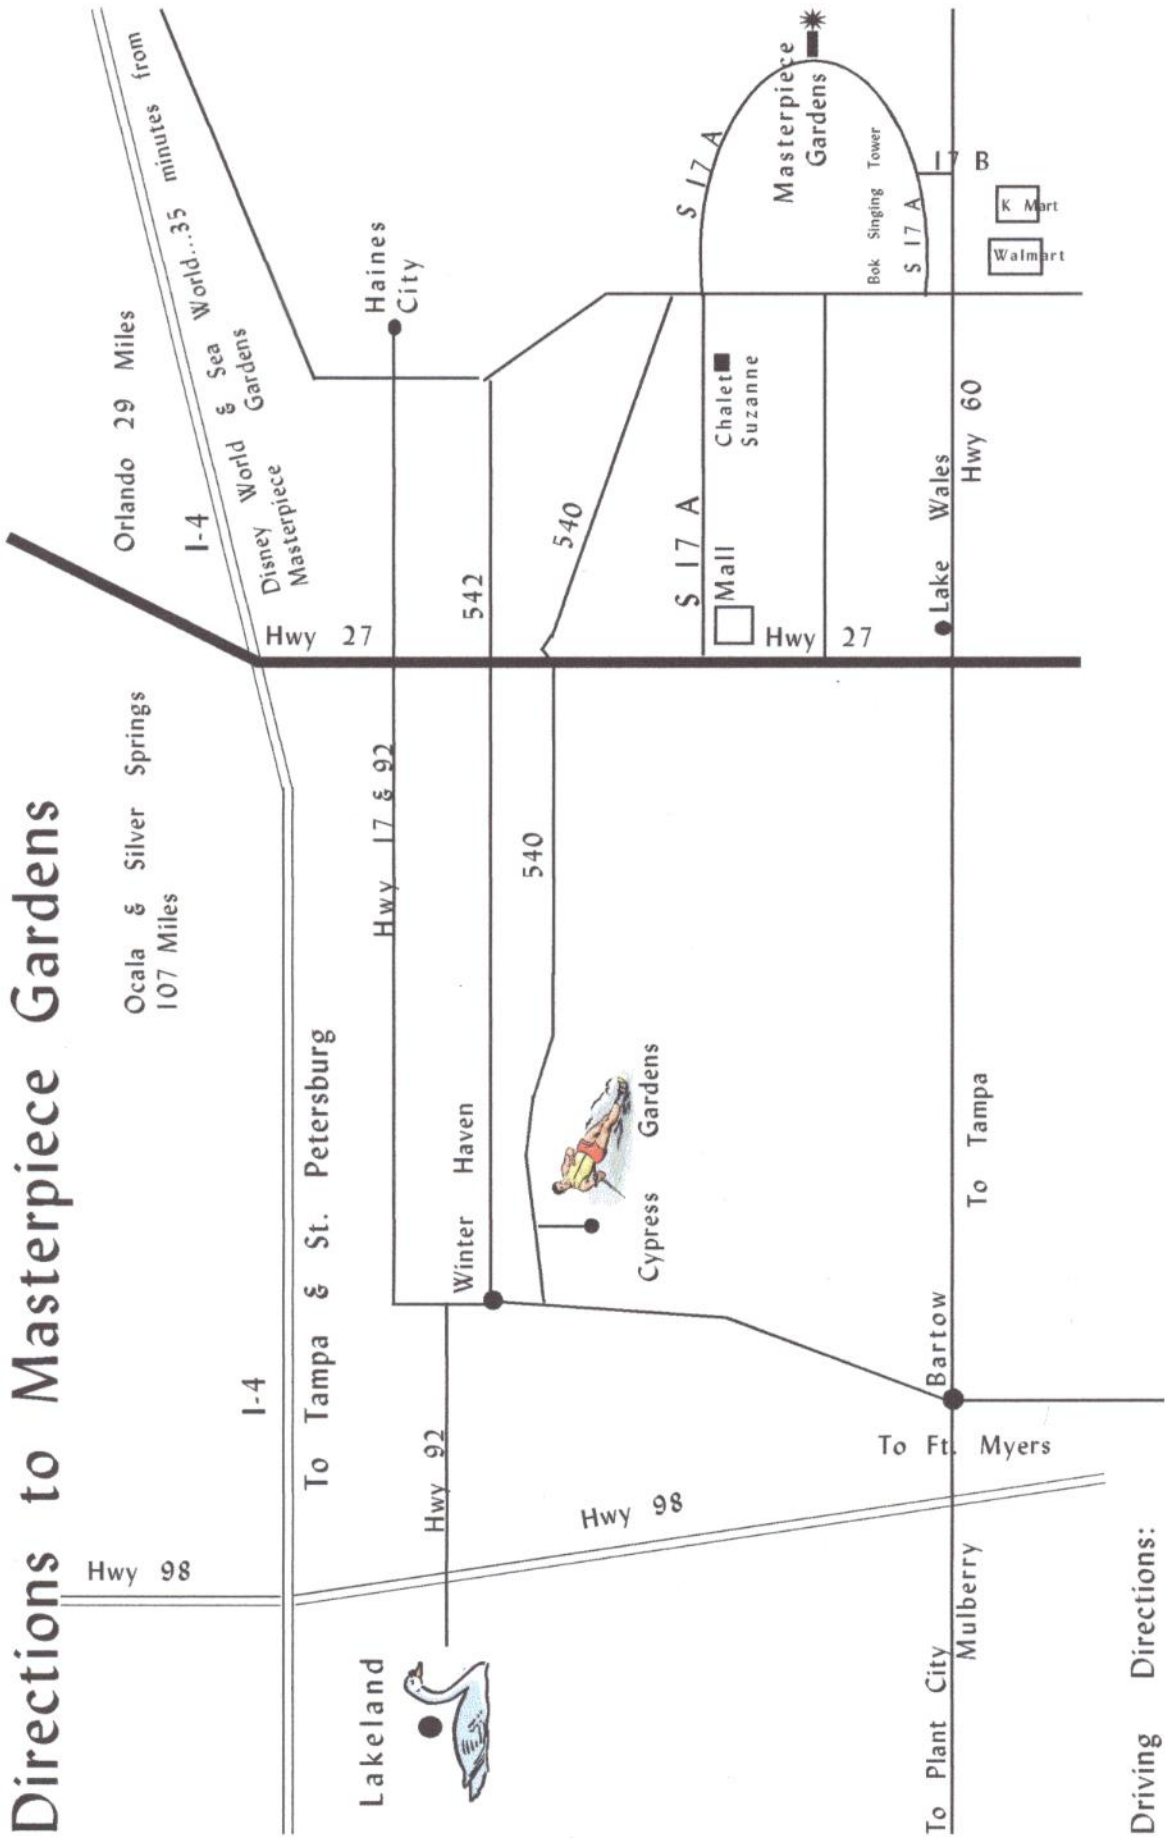 Directions to Masterpiece Gardens
Hwy 98
Ocala & Silver Springs
107 Miles
Orlando 29 Miles
I-4
I-4
Disney World & Sea World...35 minutes from
Masterpiece Gardens
To Tampa & St. Petersburg
Hwy 27
Lakeland
Hwy 92
Hwy 17 & 92
Haines
City
Winter Haven
542
540
540
Hwy 98
Cypress Gardens
S 17 A
S 17 A
Mall
Chalet
Suzanne
Hwy 27
Masterpiece
Gardens
Bok Singing Tower
S 17 A
17 B
To Ft. Myers
Bartow
Lake Wales
Hwy 60
To Plant City
Mulberry
To Tampa
K Mart
Walmart
Driving Directions: